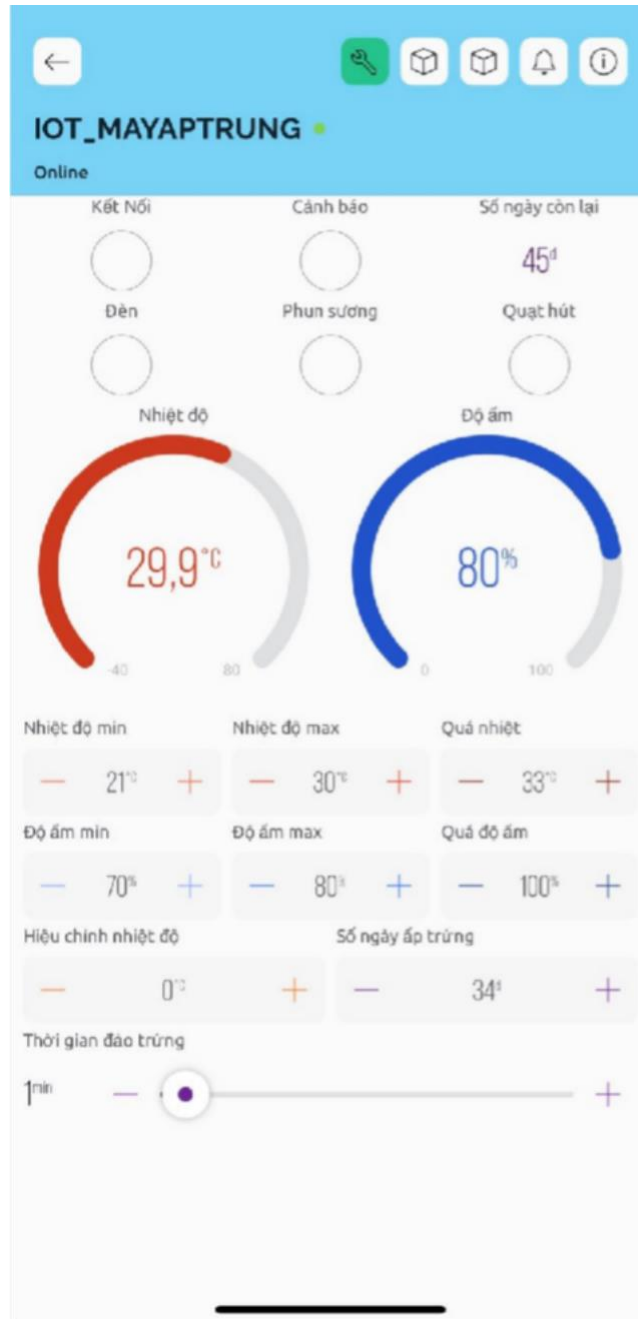 IOT_MAYAPTRUNG
Online
Kết Nối Cảnh báo Số ngày còn lại
45d
Đèn Phun sương Quạt hút
Nhiệt độ Độ ẩm
29,9°C 80%
-40 80 0 100
Nhiệt độ min Nhiệt độ max Quá nhiệt
— 21°C + — 30°C + — 33°C +
Độ ẩm min Độ ẩm max Quá độ ẩm
— 70% + — 80% + — 100% +
Hiệu chỉnh nhiệt độ Số ngày ấp trứng
— 0°C + — 34d +
Thời gian đảo trứng
1min — +